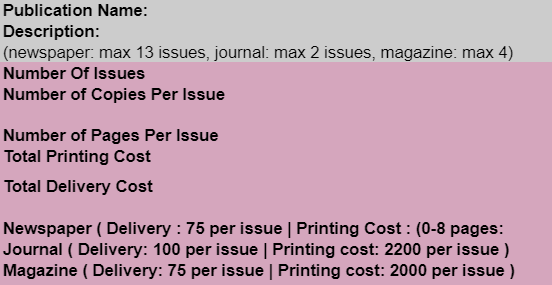 Publication Name:
Description:
(newspaper: max 13 issues, journal: max 2 issues, magazine: max 4)
Number Of Issues
Number of Copies Per Issue
Number of Pages Per Issue
Total Printing Cost
Total Delivery Cost
Newspaper ( Delivery : 75 per issue | Printing Cost : (0-8 pages:
Journal ( Delivery: 100 per issue | Printing cost: 2200 per issue )
Magazine ( Delivery: 75 per issue | Printing cost: 2000 per issue )